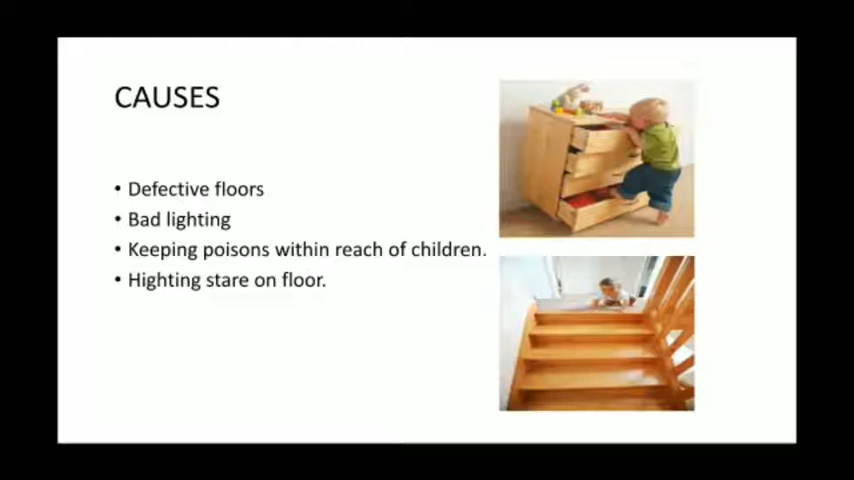 CAUSES
• Defective floors
• Bad lighting
• Keeping poisons within reach of children.
• Highting stare on floor.